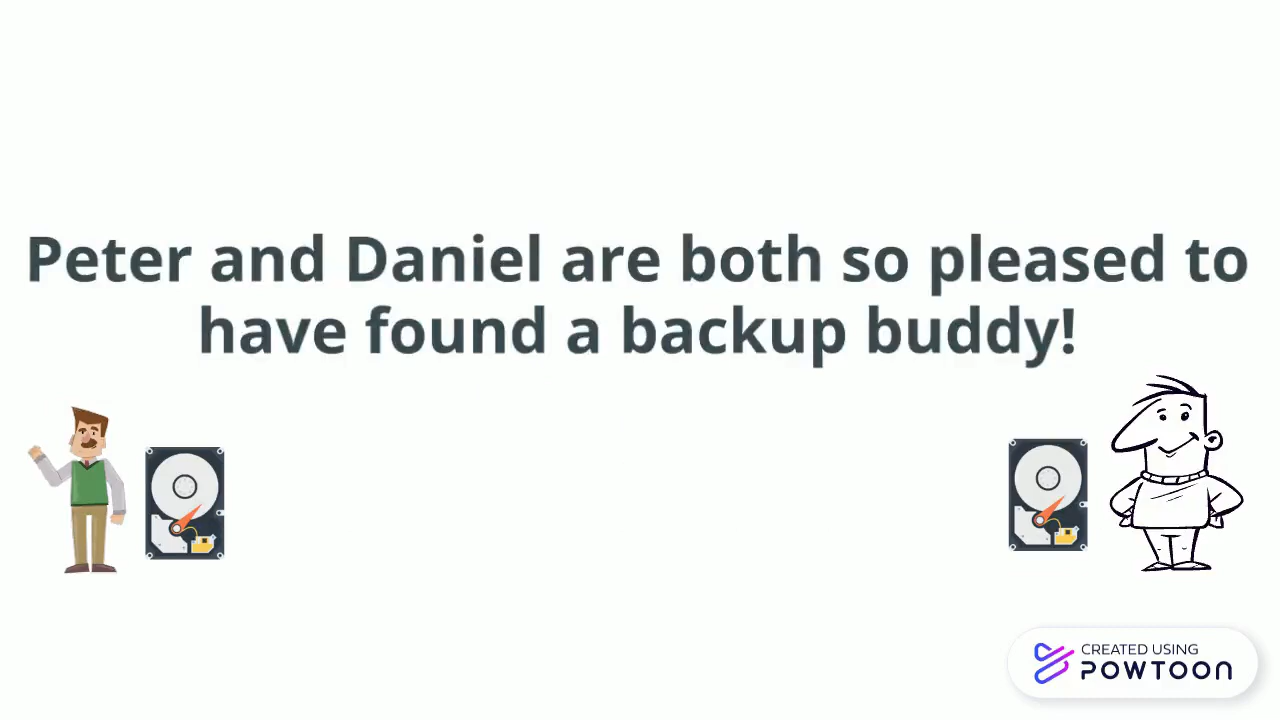 Peter and Daniel are both so pleased to
have found a backup buddy!
CREATED USING
POWTOON